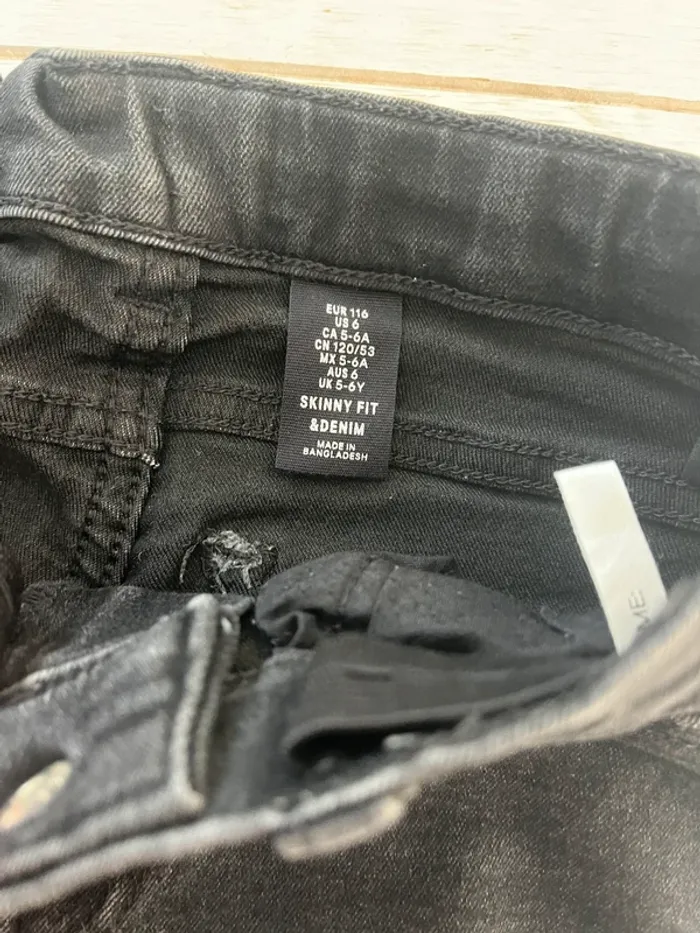 EUR 116
US 6
CA 5-6A
CN 120/53
MX 5-6A
AUS 6
UK 5-6Y
SKINNY FIT
&DENIM
MADE IN
BANGLADESH